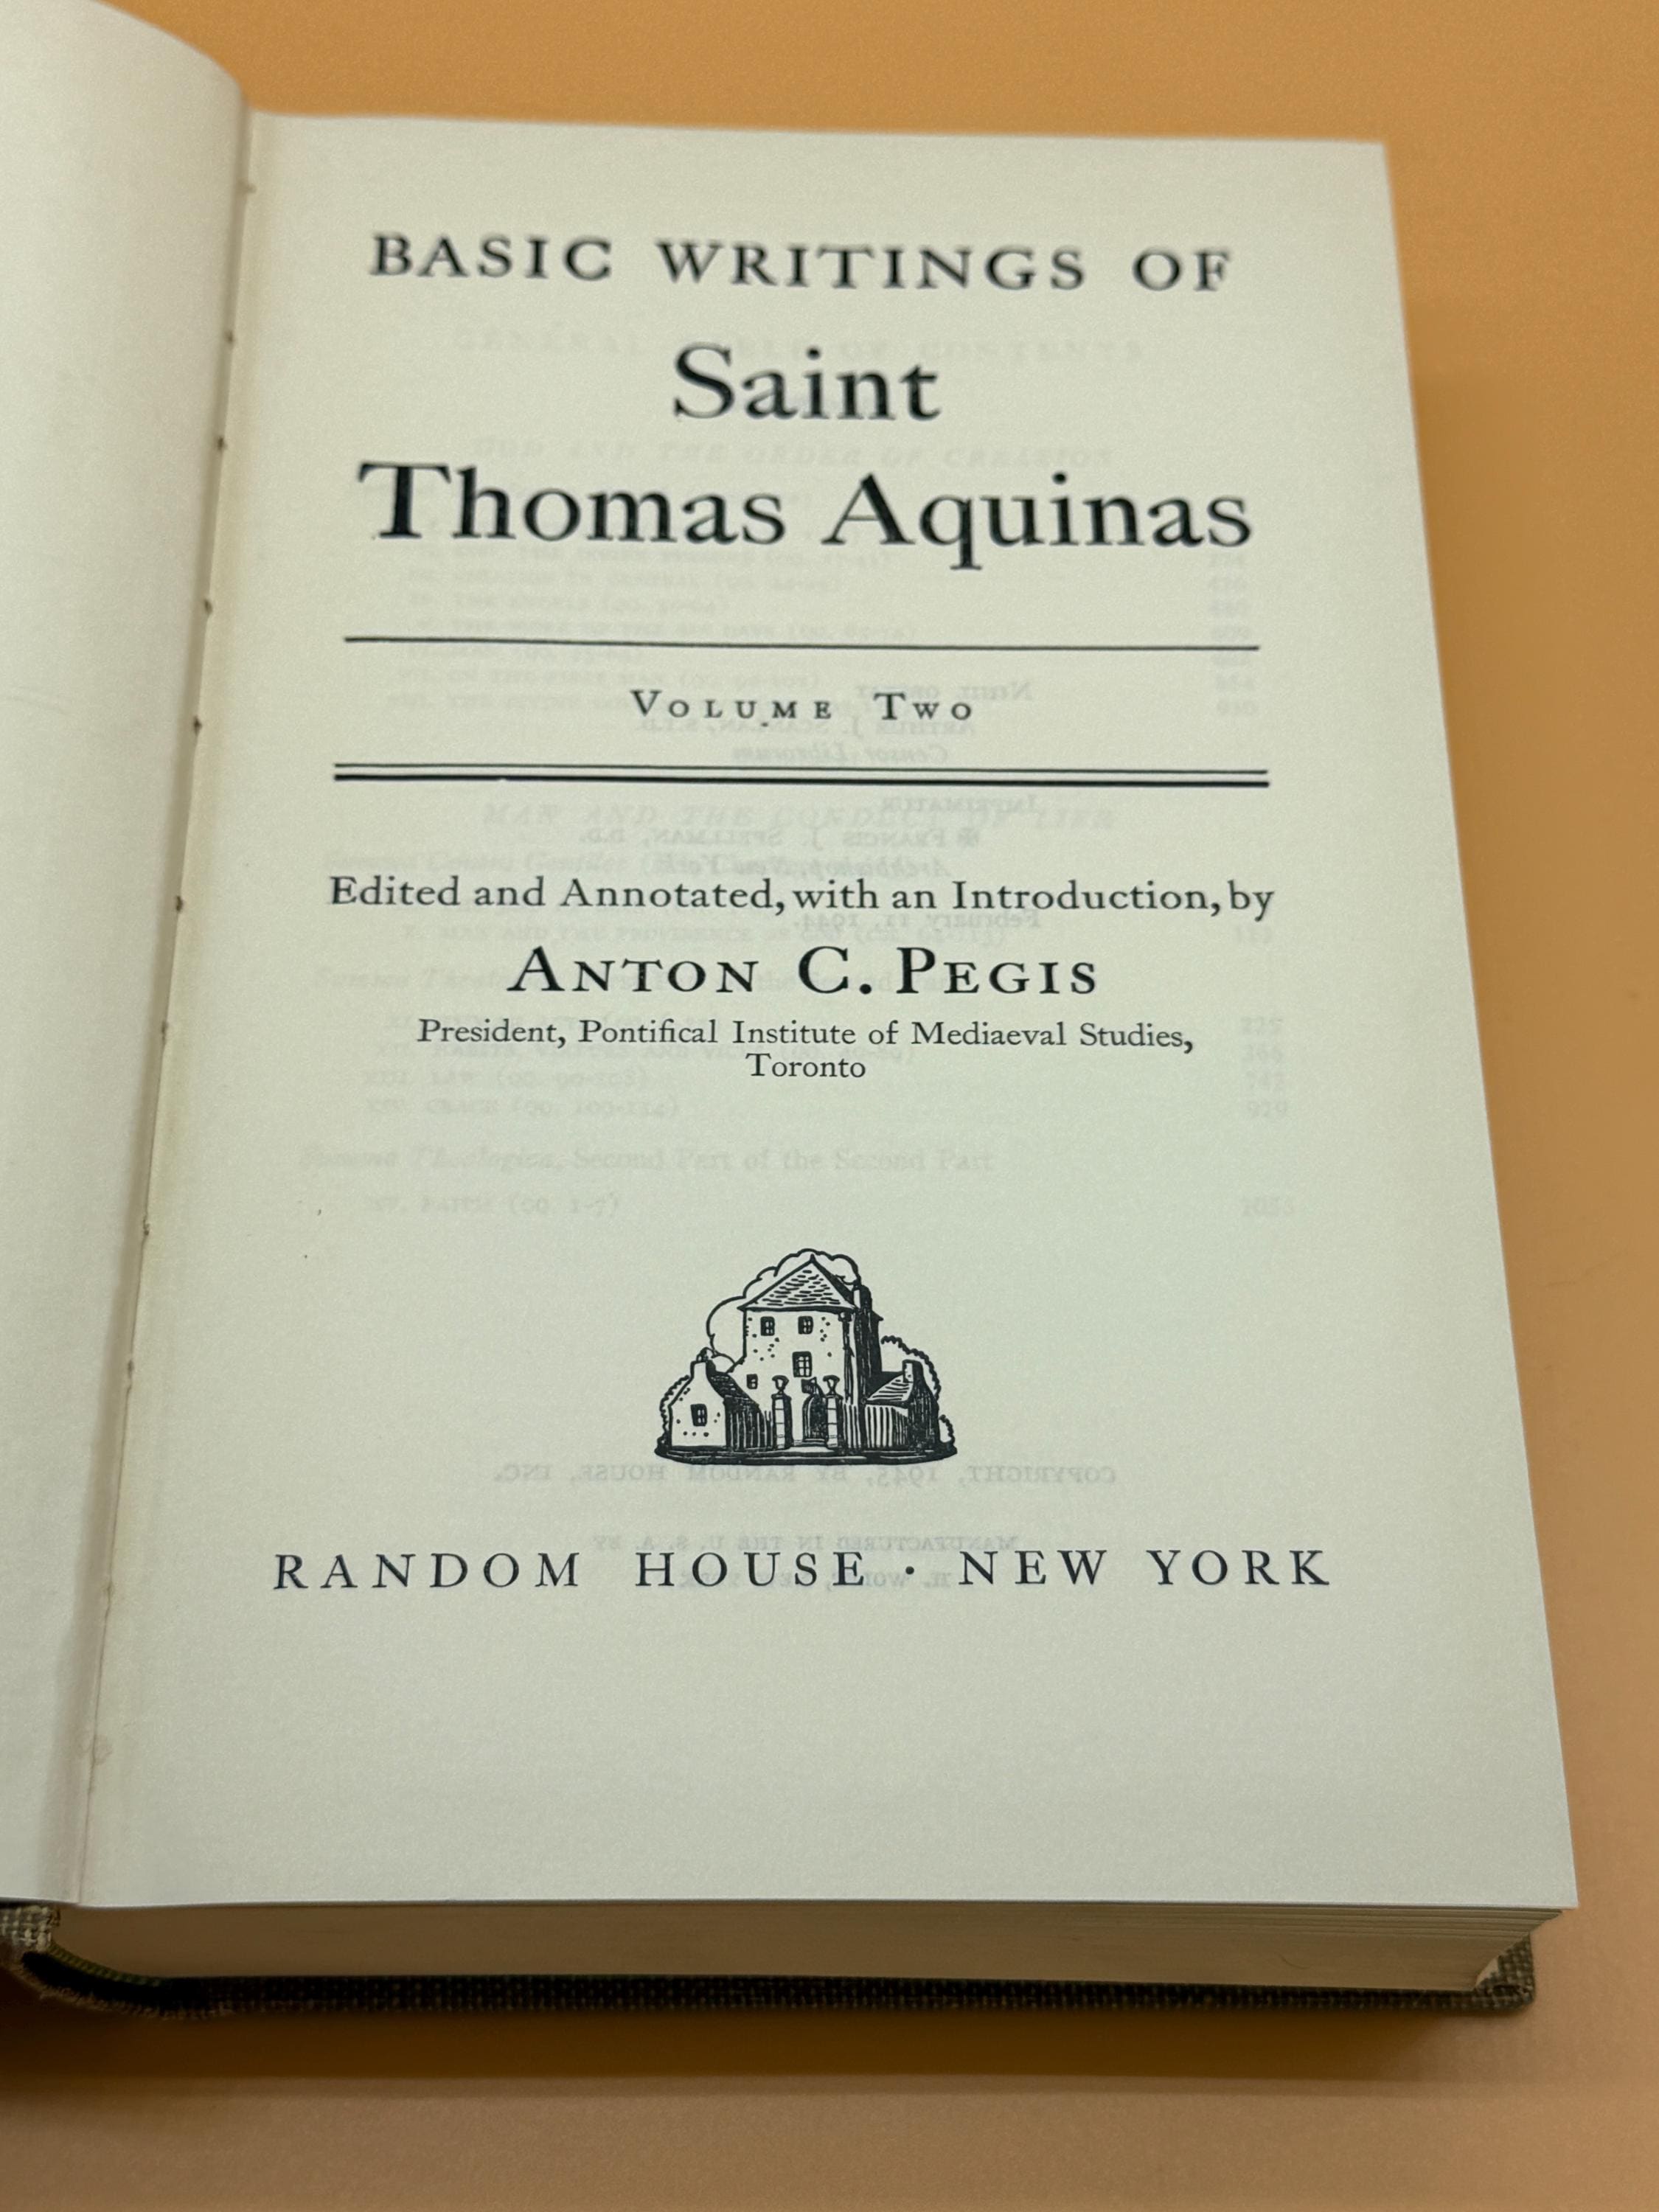 BASIC WRITINGS OF
Saint
Thomas Aquinas
VOLUME TWO
Edited and Annotated, with an Introduction, by
ANTON C. PEGIS
President, Pontifical Institute of Mediaeval Studies,
Toronto
RANDOM HOUSE · NEW YORK